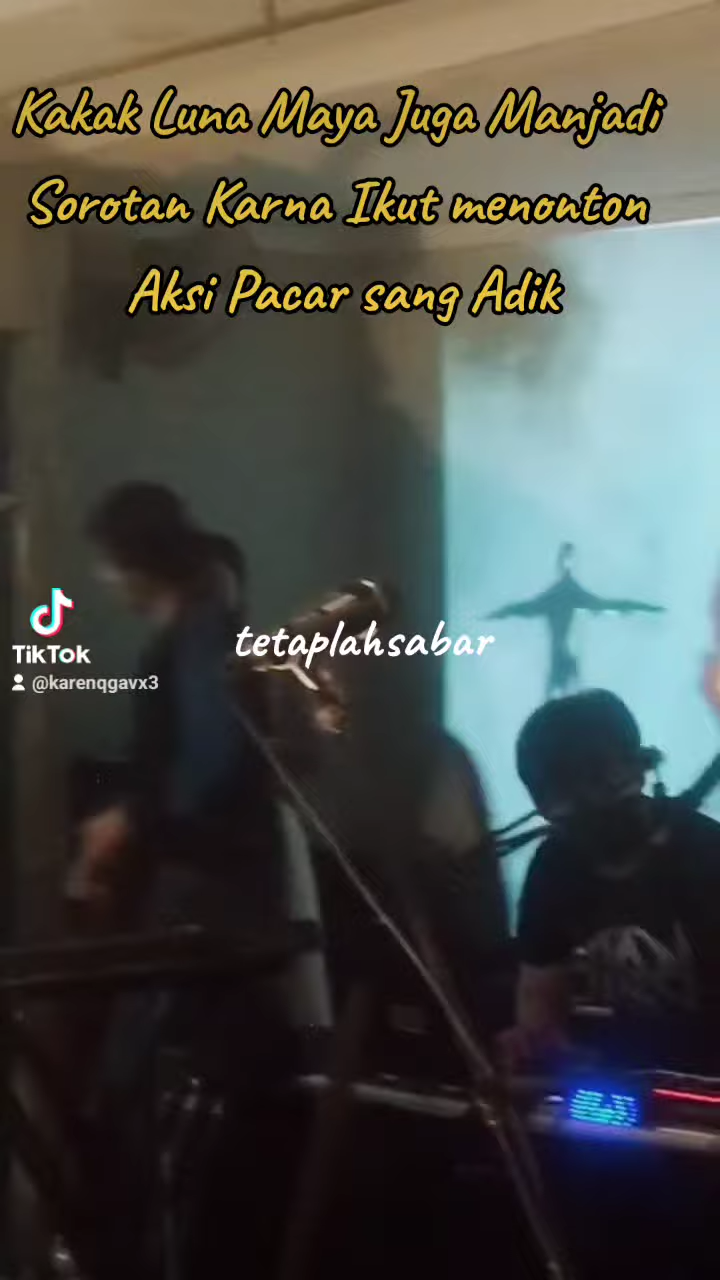 Kakak Luna Maya Juga Manjadi
Sorotan Karna Ikut menonton
Aksi Pacar sang Adik
tetaplahsabar
TikTok
@karenqgavx3